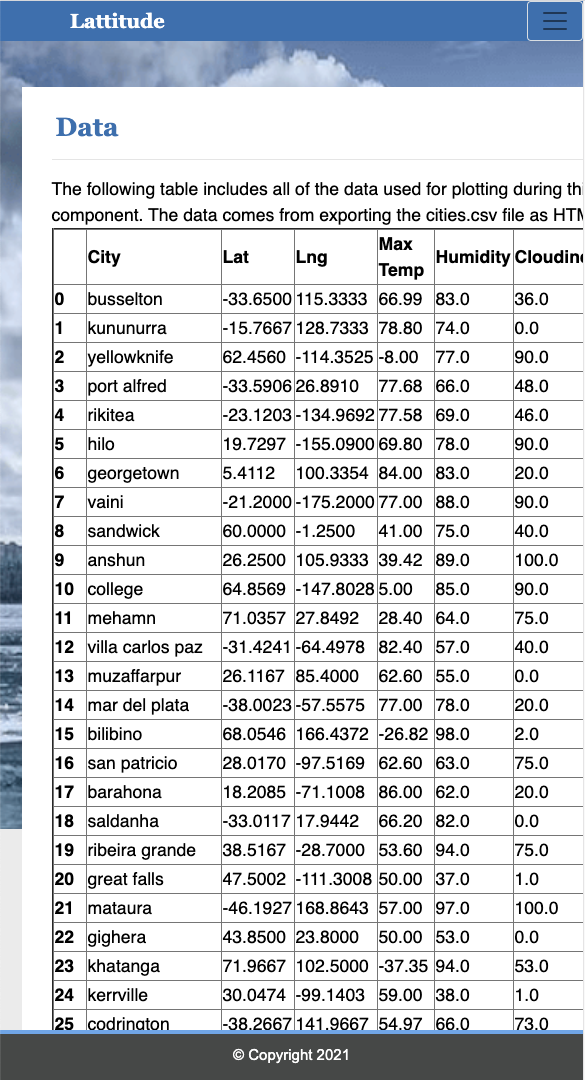 Lattitude
Data
The following table includes all of the data used for plotting during
component. The data comes from exporting the cities.csv file as
City Lat Lng Max Temp Humidity
0 busselton -33.6500 115.3333 66.99 83.0 36.0
1 kununurra -15.7667 128.7333 78.80 74.0 0.0
2 yellowknife 62.4560 -114.3525 -8.00 77.0 90.0
3 port alfred -33.5906 26.8910 77.68 66.0 48.0
4 rikitea -23.1203 -134.9692 77.58 69.0 46.0
5 hilo 19.7297 -155.0900 69.80 78.0 90.0
6 georgetown 5.4112 100.3354 84.00 83.0 20.0
7 vaini -21.2000 -175.2000 77.00 88.0 90.0
8 sandwick 60.0000 -1.2500 41.00 75.0 40.0
9 anshun 26.2500 105.9333 39.42 89.0 100.0
10 college 64.8569 -147.8028 5.00 85.0 90.0
11 mehamn 71.0357 27.8492 28.40 64.0 75.0
12 villa carlos paz -31.4241 -64.4978 82.40 57.0 40.0
13 muzaffarpur 26.1167 85.4000 62.60 55.0 0.0
14 mar del plata -38.0023 -57.5575 77.00 78.0 20.0
15 bilibino 68.0546 166.4372 -26.82 98.0 2.0
16 san patricio 28.0170 -97.5169 62.60 63.0 75.0
17 barahona 18.2085 -71.1008 86.00 62.0 20.0
18 saldanha -33.0117 17.9442 66.20 82.0 0.0
19 ribeira grande 38.5167 -28.7000 53.60 94.0 75.0
20 great falls 47.5002 -111.3008 50.00 37.0 1.0
21 mataura -46.1927 168.8643 57.00 97.0 100.0
22 gighera 43.8500 23.8000 50.00 53.0 0.0
23 khatanga 71.9667 102.5000 -37.35 94.0 53.0
24 kerrville 30.0474 -99.1403 59.00 38.0 1.0
25 codrington -38.2667 141.9667 54.97 66.0 73.0
© Copyright 2021